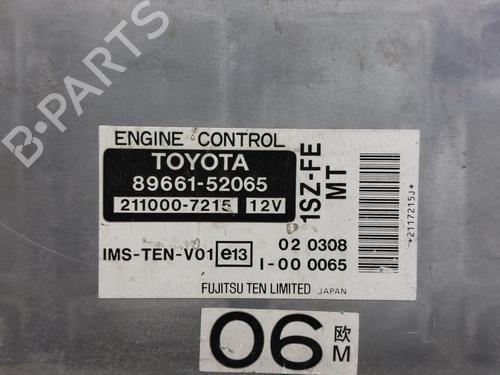 B-PARTS
ENGINE CONTROL
TOYOTA
89661-52065
211000-7215 12V
1SZ-FE
MT
*2117215J*
IMS-TEN-V01 e13 02 0308
I-00 0065
FUJITSU TEN LIMITED JAPAN
06 欧
M